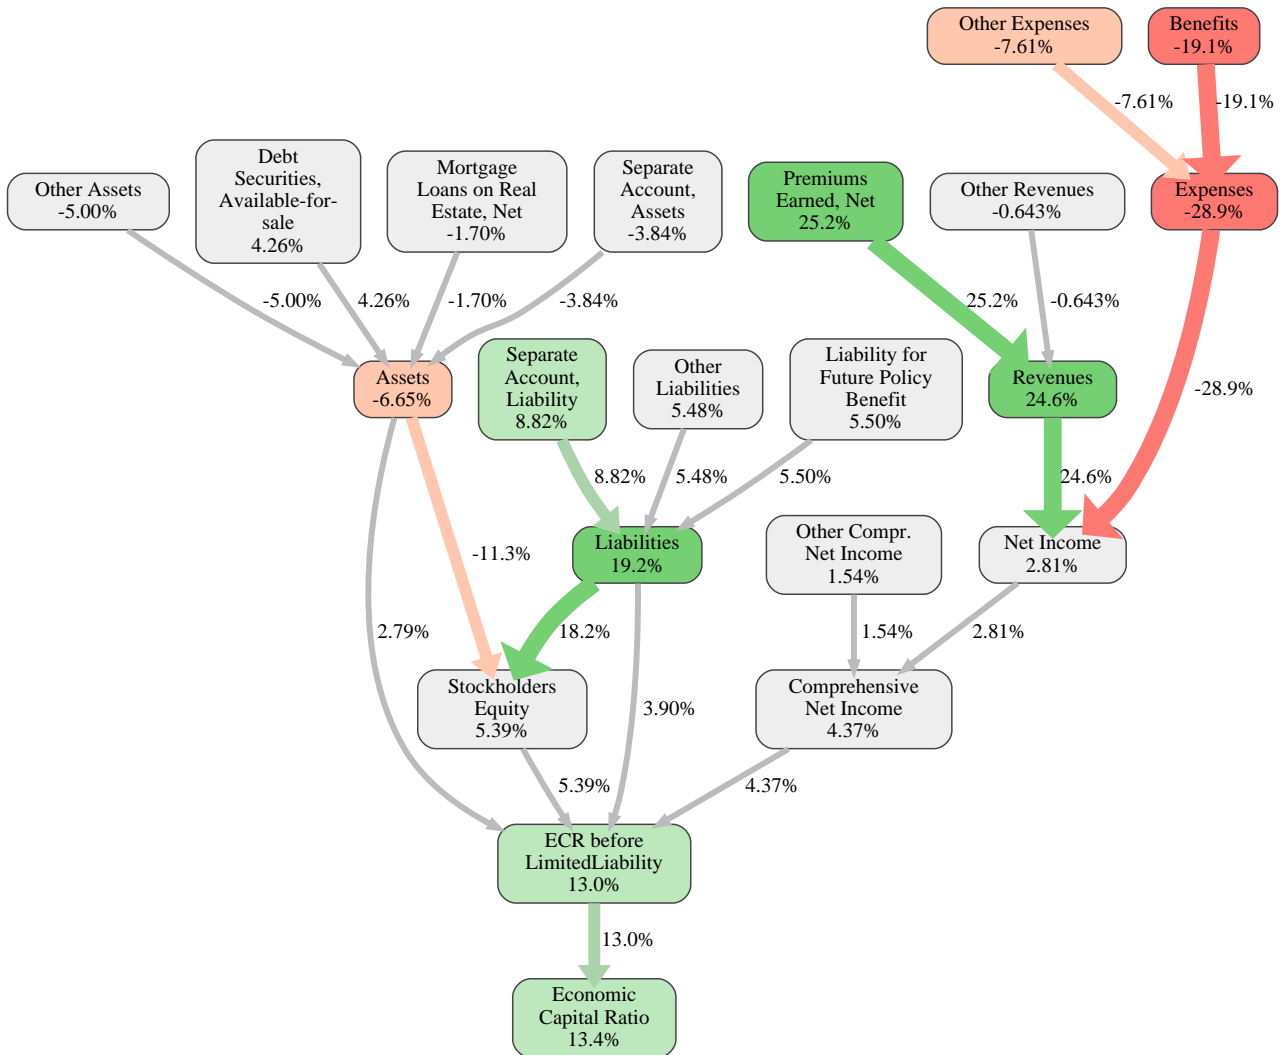 Other Expenses
-7.61%
Benefits
-19.1%
-7.61%
-19.1%
Other Assets
-5.00%
Debt
Securities,
Available-for-
sale
4.26%
Mortgage
Loans on Real
Estate, Net
-1.70%
Separate
Account,
Assets
-3.84%
Premiums
Earned, Net
25.2%
Other Revenues
-0.643%
Expenses
-28.9%
-5.00%
4.26%
-1.70%
-3.84%
25.2%
-0.643%
Assets
-6.65%
Separate
Account,
Liability
8.82%
Other
Liabilities
5.48%
Liability for
Future Policy
Benefit
5.50%
Revenues
24.6%
-28.9%
8.82%
5.48%
5.50%
24.6%
-11.3%
Liabilities
19.2%
Other Compr.
Net Income
1.54%
Net Income
2.81%
2.79%
18.2%
1.54%
2.81%
Stockholders
Equity
5.39%
3.90%
Comprehensive
Net Income
4.37%
5.39%
4.37%
ECR before
LimitedLiability
13.0%
13.0%
Economic
Capital Ratio
13.4%